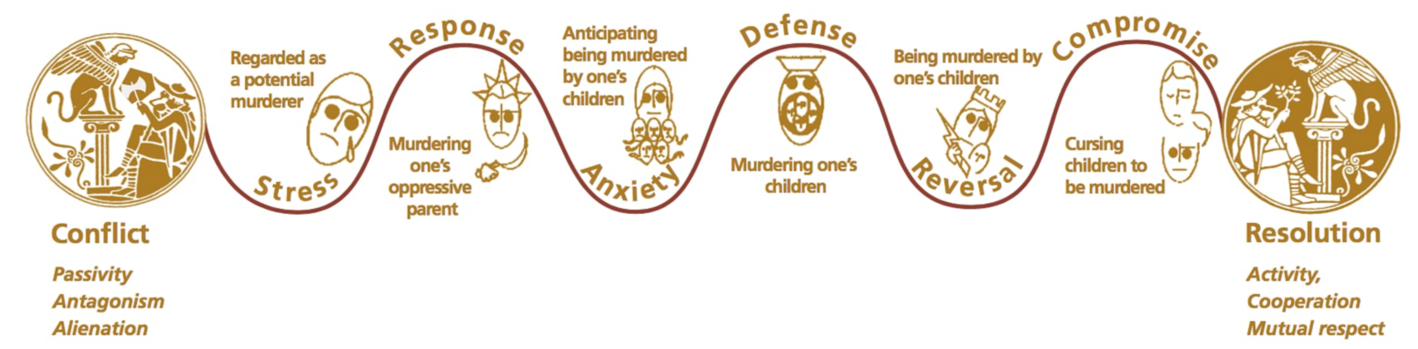 Conflict
Passivity
Antagonism
Alienation
Regarded as
a potential
murderer
Stress
Response
Murdering
one's
oppressive
parent
Anticipating
being murdered
by one's
children
Anxiety
Defense
Murdering one's
children
Being murdered by
one's children
Reversal
Compromise
Cursing
children to
be murdered
Resolution
Activity,
Cooperation
Mutual respect